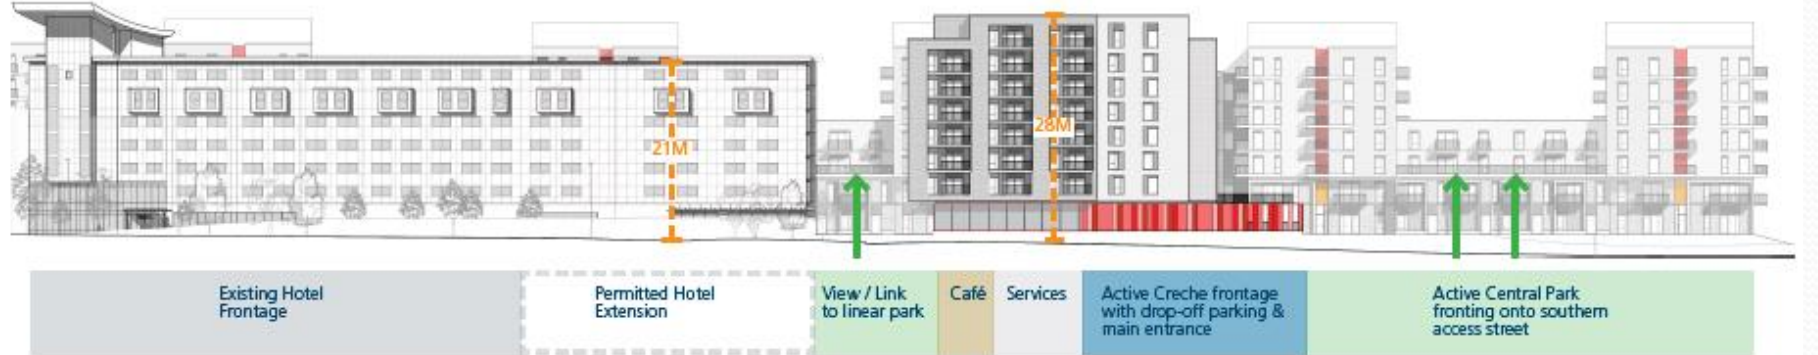 21M
28M
Existing Hotel
Frontage
Permitted Hotel
Extension
View / Link
to linear park
Café
Services
Active Creche frontage
with drop-off parking &
main entrance
Active Central Park
fronting onto southern
access street